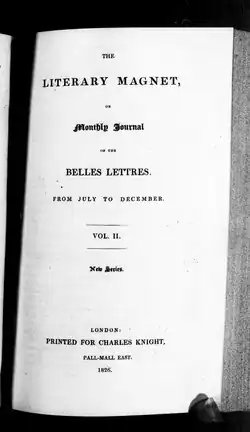 THE
LITERARY MAGNET,
OR
Monthly Journal
OF THE
BELLES LETTRES.
FROM JULY TO DECEMBER.
VOL. II.
New Series.
LONDON:
PRINTED FOR CHARLES KNIGHT,
PALL-MALL EAST.
1826.